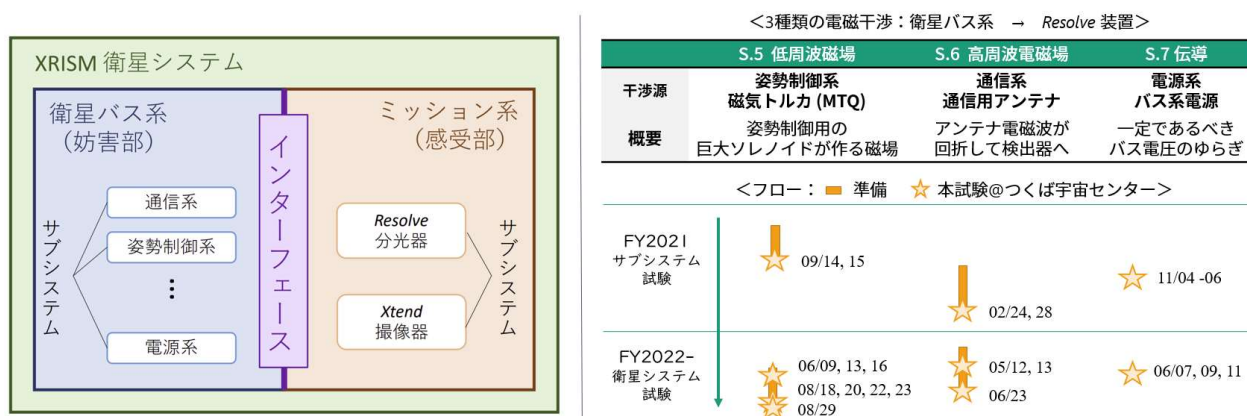 XRISM 衛星システム
衛星バス系
(妨害部)
ミッション系
(感受部)
インターフェース
サブシステム
通信系
姿勢制御系
⋮
電源系
Resolve
分光器
Xtend
撮像器
サブシステム
＜3種類の電磁干渉：衛星バス系 → Resolve 装置＞
S.5 低周波磁場
S.6 高周波電磁場
S.7 伝導
干渉源
姿勢制御系
磁気トルカ (MTQ)
通信系
通信用アンテナ
電源系
バス系電源
概要
姿勢制御用の
巨大ソレノイドが作る磁場
アンテナ電磁波が
回折して検出器へ
一定であるべき
バス電圧のゆらぎ
＜フロー： 準備 本試験@つくば宇宙センター＞
FY2021
サブシステム
試験
09/14, 15
02/24, 28
11/04 -06
FY2022-
衛星システム
試験
06/09, 13, 16
08/18, 20, 22, 23
08/29
05/12, 13
06/23
06/07, 09, 11